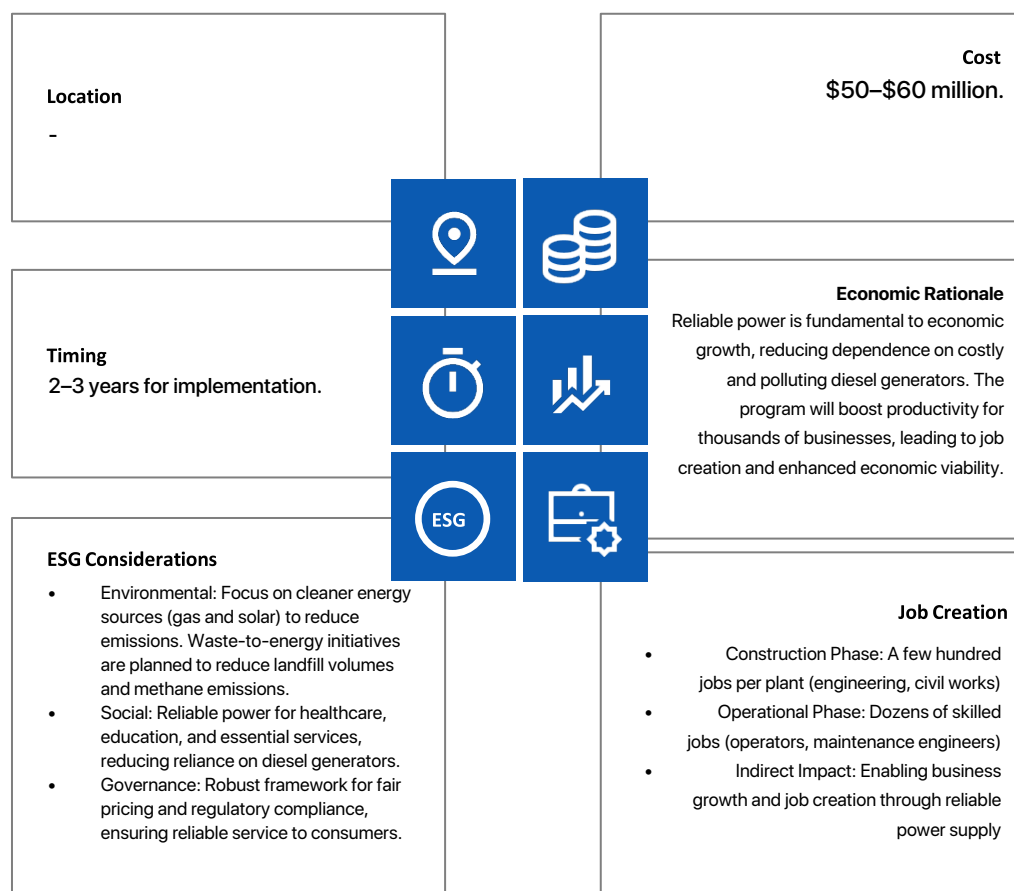 Location
-
Cost
$50–$60 million.
Timing
2–3 years for implementation.
Economic Rationale
Reliable power is fundamental to economic
growth, reducing dependence on costly
and polluting diesel generators. The
program will boost productivity for
thousands of businesses, leading to job
creation and enhanced economic viability.
ESG
ESG Considerations
• Environmental: Focus on cleaner energy
sources (gas and solar) to reduce
emissions. Waste-to-energy initiatives
are planned to reduce landfill volumes
and methane emissions.
• Social: Reliable power for healthcare,
education, and essential services,
reducing reliance on diesel generators.
• Governance: Robust framework for fair
pricing and regulatory compliance,
ensuring reliable service to consumers.
Job Creation
• Construction Phase: A few hundred
jobs per plant (engineering, civil works)
• Operational Phase: Dozens of skilled
jobs (operators, maintenance engineers)
• Indirect Impact: Enabling business
growth and job creation through reliable
power supply